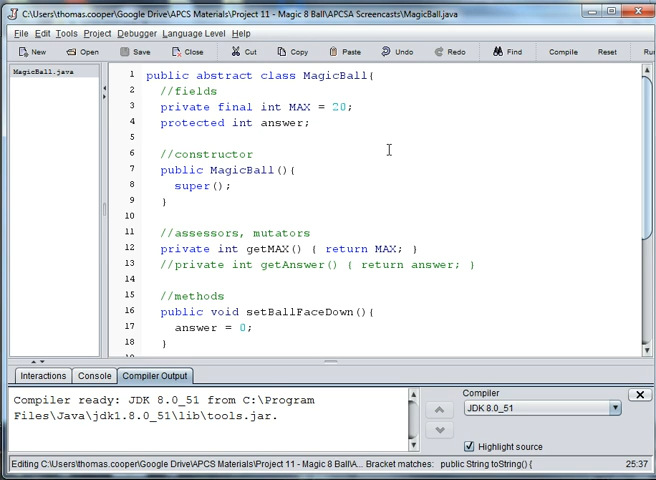 C:\Users\thomas.cooper\Google Drive\APCS Materials\Project 11 - Magic 8 Ball\APCSA Screencasts\MagicBall.java
File Edit Tools Project Debugger Language Level Help
New Open Save Close Cut Copy Paste Undo Redo Find Compile Reset Ru
MagicBall.java
1 public abstract class MagicBall{
2 //fields
3 private final int MAX = 20;
4 protected int answer;
5
6 //constructor
7 public MagicBall(){
8 super();
9 }
10
11 //assessors, mutators
12 private int getMAX() { return MAX; }
13 //private int getAnswer() { return answer; }
14
15 //methods
16 public void setBallFaceDown(){
17 answer = 0;
18 }
Interactions Console Compiler Output
Compiler ready: JDK 8.0_51 from C:\Program
Files\Java\jdk1.8.0_51\lib\tools.jar.
Compiler
JDK 8.0_51
Highlight source
Editing C:\Users\thomas.cooper\Google Drive\APCS Materials\Project 11 - Magic 8 Ball\A... Bracket matches: public String toString() { 25:37